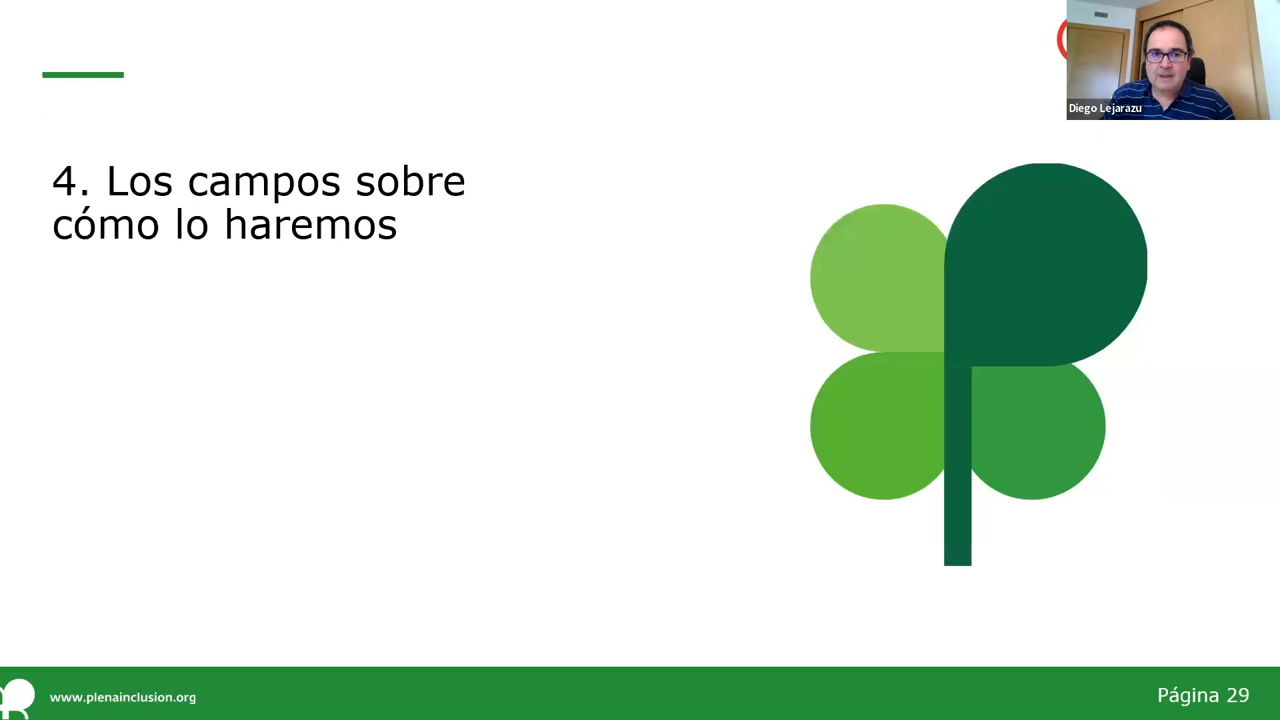 Diego Lejarazu
4. Los campos sobre
cómo lo haremos
www.plenainclusion.org
Página 29